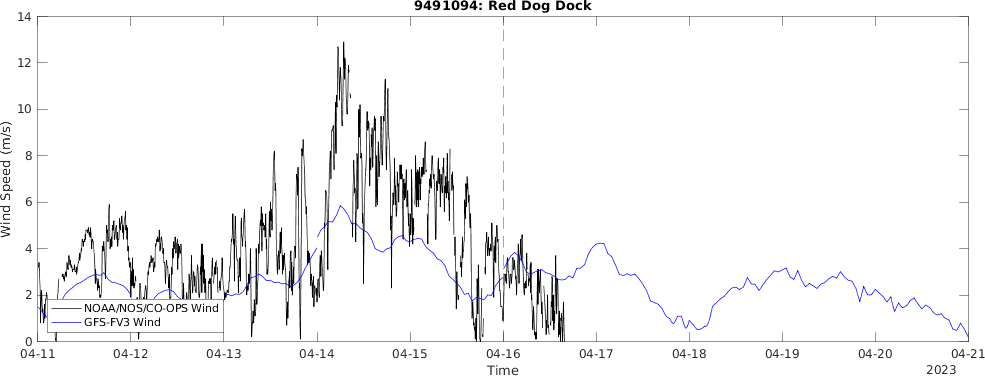 9491094: Red Dog Dock
Wind Speed (m/s)
14
12
10
8
6
4
2
0
NOAA/NOS/CO-OPS Wind
GFS-FV3 Wind
04-11 04-12 04-13 04-14 04-15 04-16 04-17 04-18 04-19 04-20 04-21
Time
2023